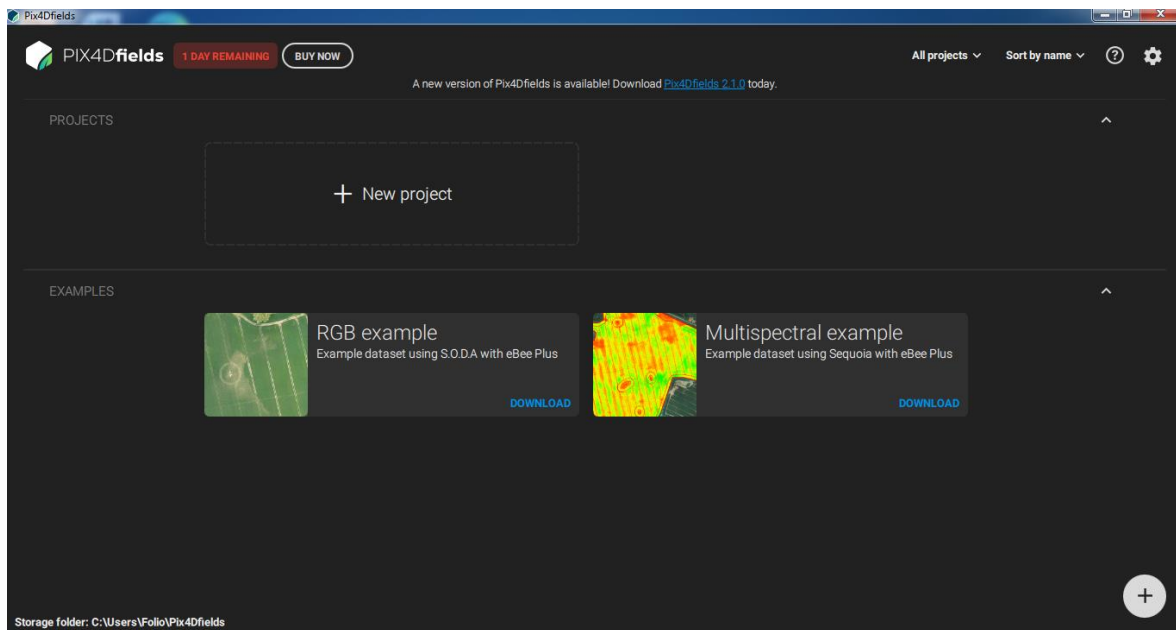 Pix4Dfields
PIX4Dfields 1 DAY REMAINING BUY NOW All projects Sort by name
A new version of Pix4Dfields is available! Download Pix4Dfields 2.1.0 today.
PROJECTS
+ New project
EXAMPLES
RGB example
Example dataset using S.O.D.A with eBee Plus
DOWNLOAD
Multispectral example
Example dataset using Sequoia with eBee Plus
DOWNLOAD
Storage folder: C:\Users\Folio\Pix4Dfields